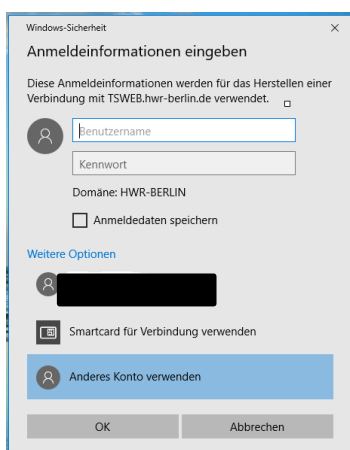 Windows-Sicherheit
Anmeldeinformationen eingeben
Diese Anmeldeinformationen werden für das Herstellen einer
Verbindung mit TSWEB.hwr-berlin.de verwendet.
Benutzername
Kennwort
Domäne: HWR-BERLIN
Anmeldedaten speichern
Weitere Optionen
Smartcard für Verbindung verwenden
Anderes Konto verwenden
OK
Abbrechen